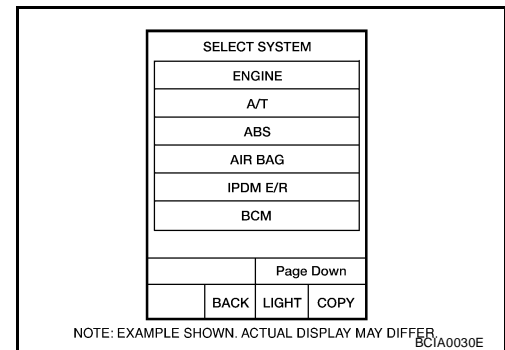 SELECT SYSTEM
ENGINE
A/T
ABS
AIR BAG
IPDM E/R
BCM
Page Down
BACK LIGHT COPY
NOTE: EXAMPLE SHOWN. ACTUAL DISPLAY MAY DIFFER.
BCIA0030E